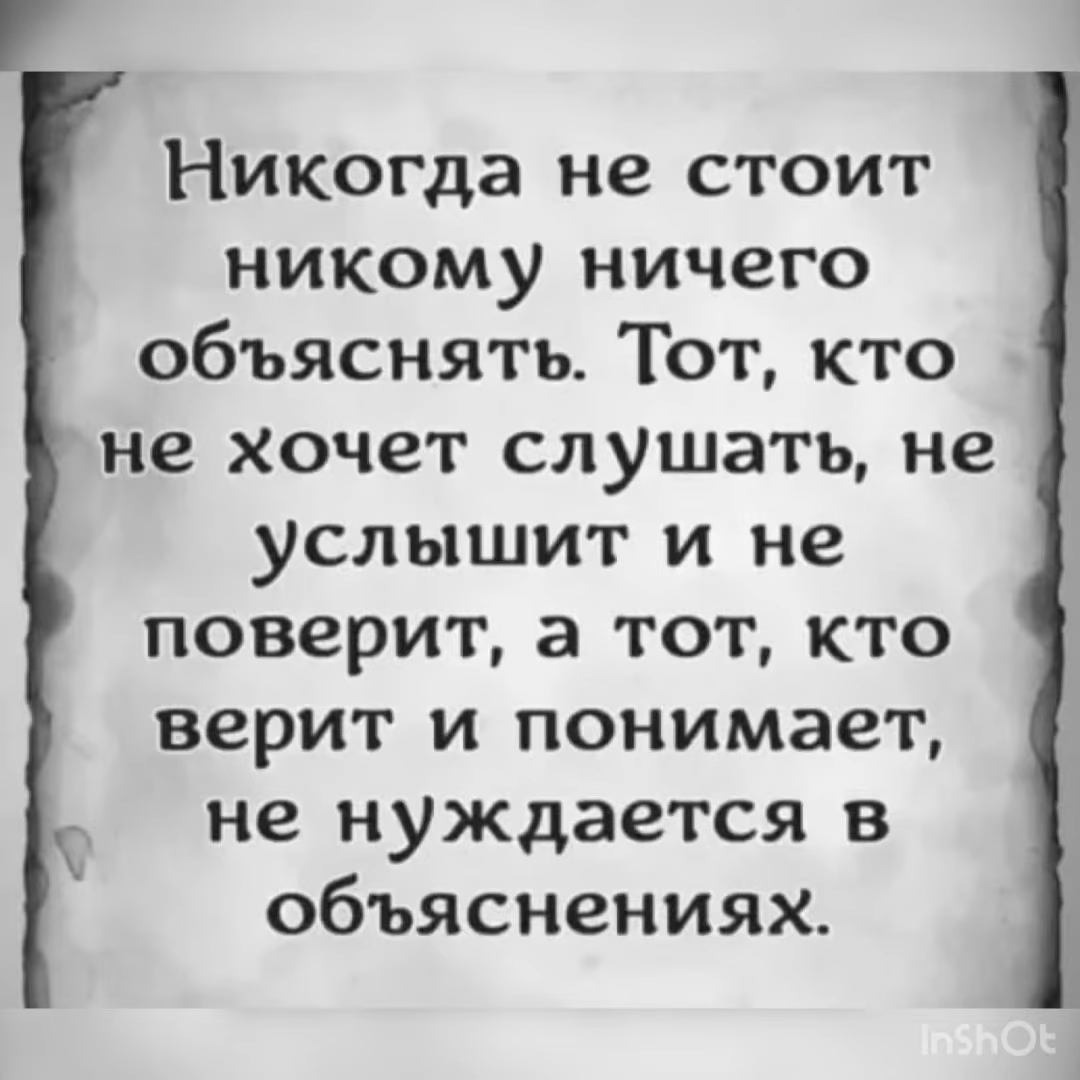 Никогда не стоит
никому ничего
объяснять. Тот, кто
не хочет слушать, не
услышит и не
поверит, а тот, кто
верит и понимает,
не нуждается в
объяснениях.
InShOt